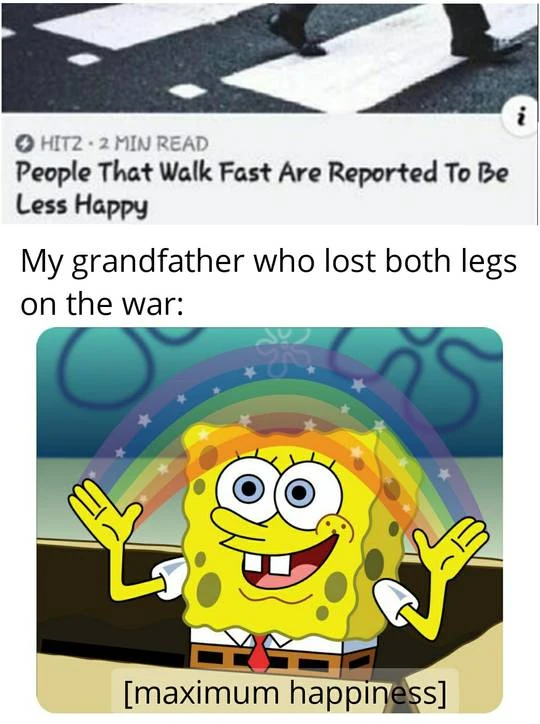 i
HITZ · 2 MIN READ
People That Walk Fast Are Reported To Be
Less Happy
My grandfather who lost both legs
on the war:
[maximum happiness]